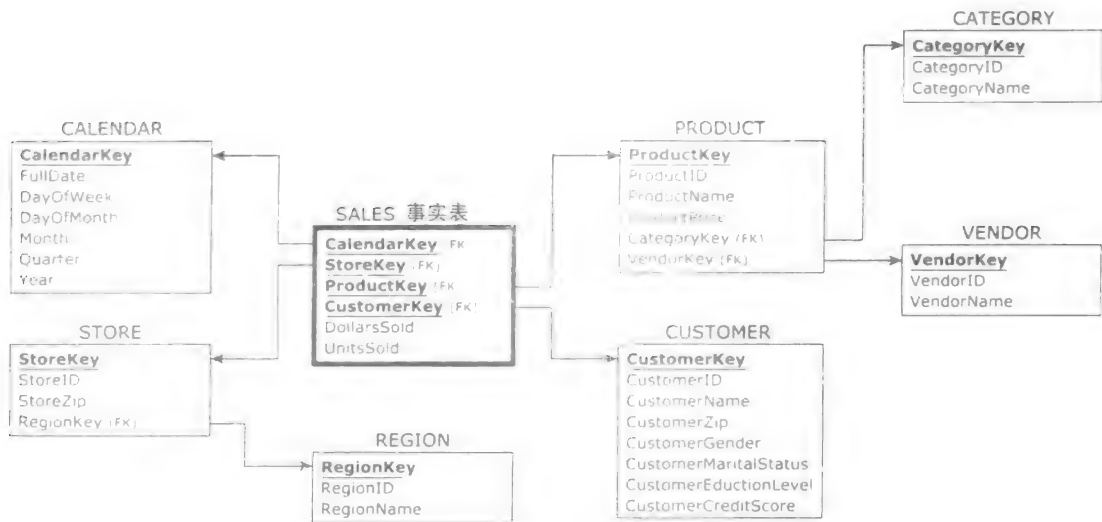 CATEGORY
CategoryKey
CategoryID
CategoryName
CALENDAR
CalendarKey
FullDate
DayOfWeek
DayOfMonth
Month
Quarter
Year
PRODUCT
ProductKey
ProductID
ProductName
CategoryKey (FK)
VendorKey (FK)
SALES 事实表
CalendarKey (FK
StoreKey (FK)
ProductKey (FK
CustomerKey (FK)
DollarsSold
UnitsSold
VENDOR
VendorKey
VendorID
VendorName
STORE
StoreKey
StoreID
StoreZip
RegionKey (FK)
CUSTOMER
CustomerKey
CustomerID
CustomerName
CustomerZip
CustomerGender
CustomerMaritalStatus
CustomerEductionLevel
CustomerCreditScore
REGION
RegionKey
RegionID
RegionName